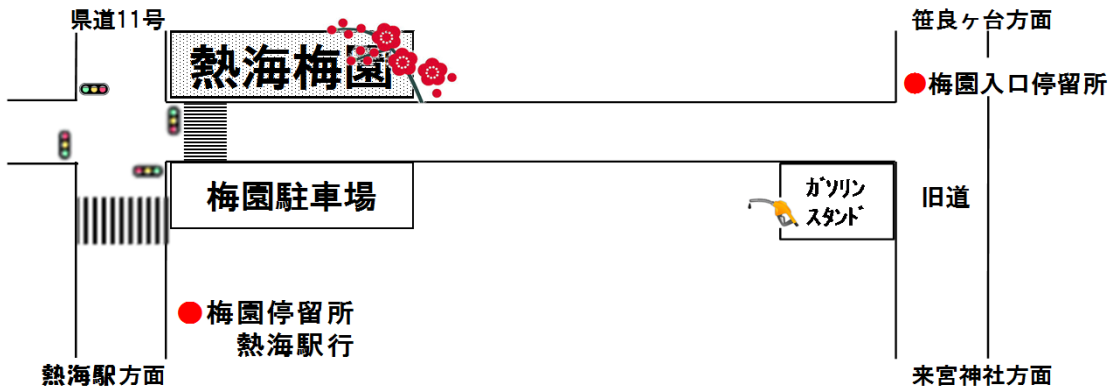 県道11号
笹良ヶ台方面
熱海梅園
梅園入口停留所
梅園駐車場
ガソリン
スタンド
旧道
梅園停留所
熱海駅行
熱海駅方面
来宮神社方面